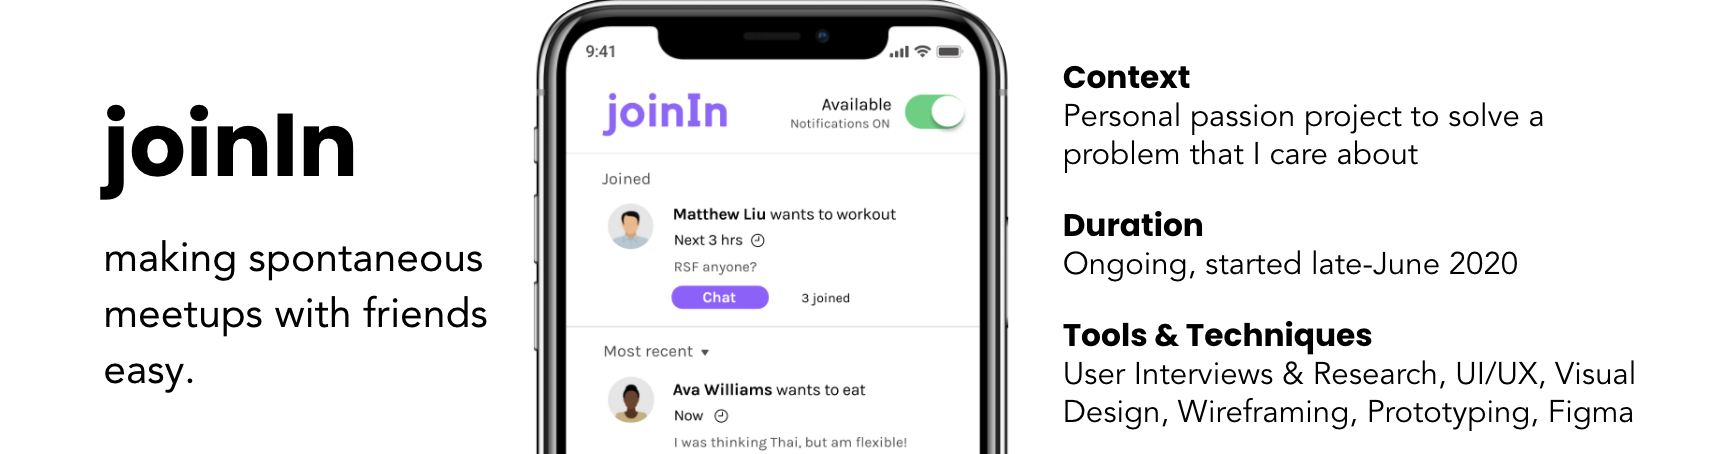 joinIn
making spontaneous
meetups with friends
easy.
9:41
joinIn
Available
Notifications ON
Joined
Matthew Liu wants to workout
Next 3 hrs
RSF anyone?
Chat
3 joined
Most recent
Ava Williams wants to eat
Now
I was thinking Thai, but am flexible!
Context
Personal passion project to solve a
problem that I care about
Duration
Ongoing, started late-June 2020
Tools & Techniques
User Interviews & Research, UI/UX, Visual
Design, Wireframing, Prototyping, Figma